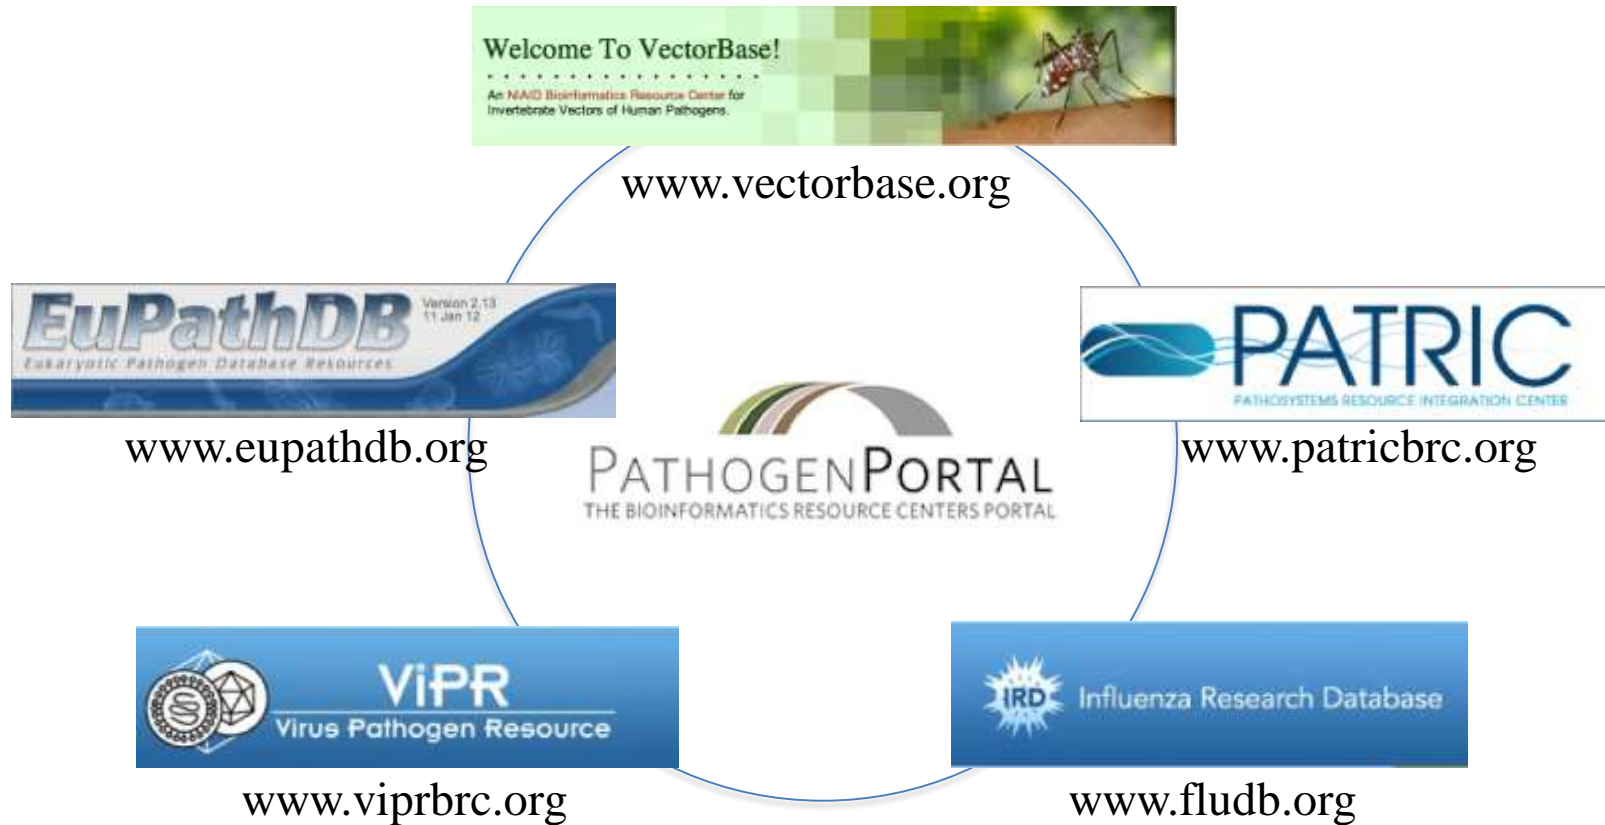 Welcome To VectorBase!
An NIAID Bioinformatics Resource Center for
Invertebrate Vectors of Human Pathogens.
www.vectorbase.org
EuPathDB
Version 2.13
11 Jan 12
Eukaryotic Pathogen Database Resources
www.eupathdb.org
PATRIC
PATHOSYSTEMS RESOURCE INTEGRATION CENTER
www.patricbrc.org
PATHOGENPORTAL
THE BIOINFORMATICS RESOURCE CENTERS PORTAL
ViPR
Virus Pathogen Resource
www.viprbrc.org
IRD
Influenza Research Database
www.fludb.org